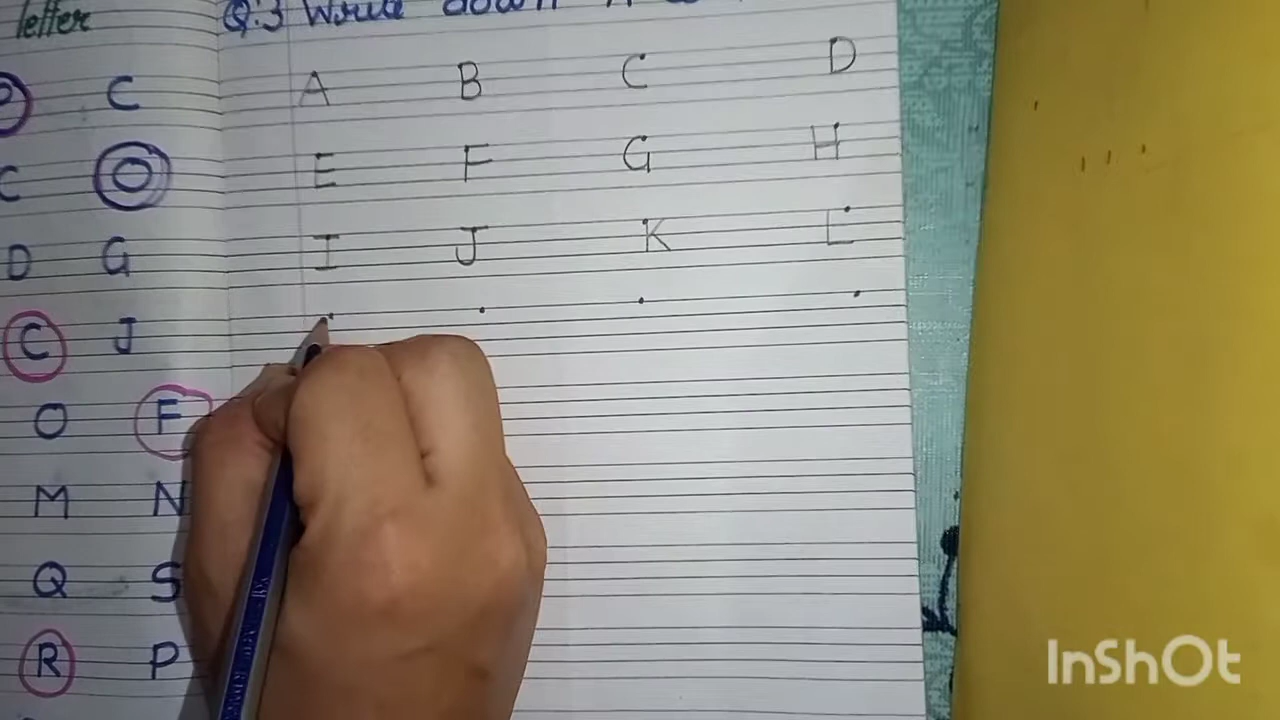 letter
Q:3 Write down
A B C D
E F G H
I J K L
P C
C O
D G
C J
O F
M N
Q S
R P
InShOt